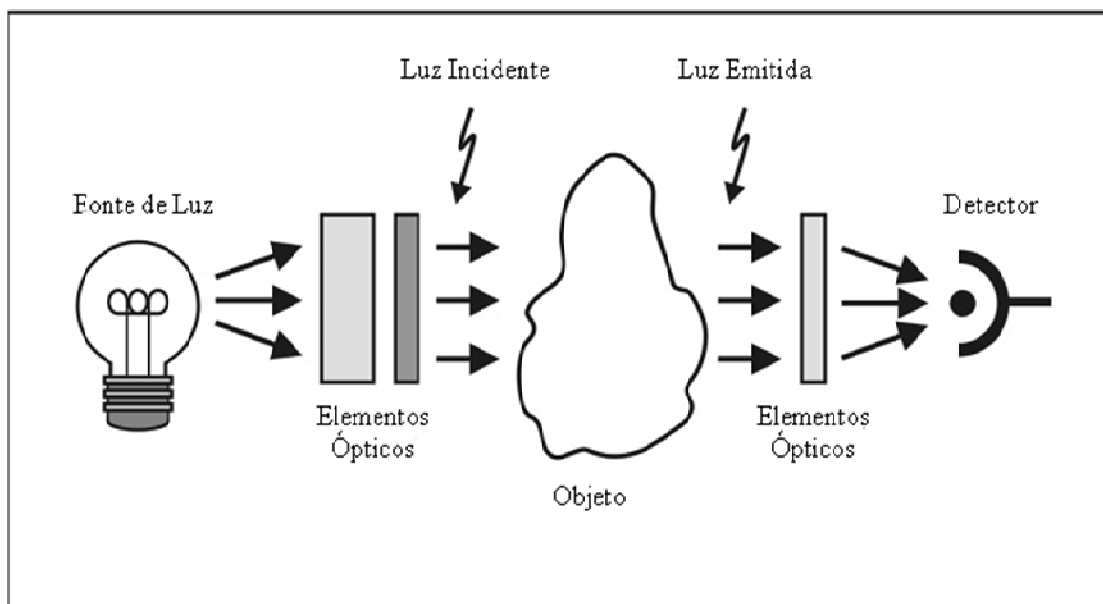 Luz Incidente
Luz Emitida
Fonte de Luz
Detector
Elementos
Ópticos
Elementos
Ópticos
Objeto